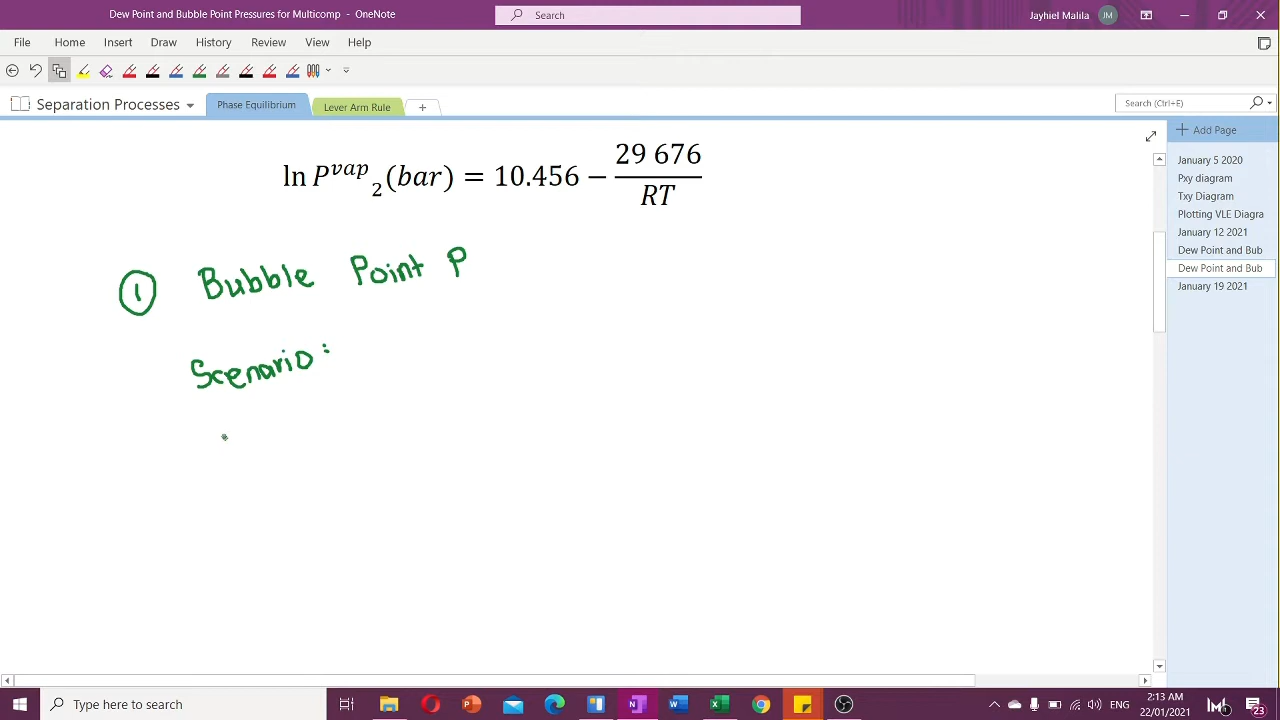 Dew Point and Bubble Point Pressures for Multicomp - OneNote
Search
Jayhiel Malila JM
File Home Insert Draw History Review View Help
Separation Processes Phase Equilibrium Lever Arm Rule +
Search (Ctrl+E)
Add Page
January 5 2020
Pxy diagram
Txy Diagram
Plotting VLE Diagra
January 12 2021
Dew Point and Bub
Dew Point and Bub
January 19 2021
ln P^{vap}_2(bar) = 10.456 − 29 676 / RT
① Bubble Point P
Scenario:
Type here to search
ENG
2:13 AM
22/01/2021
23